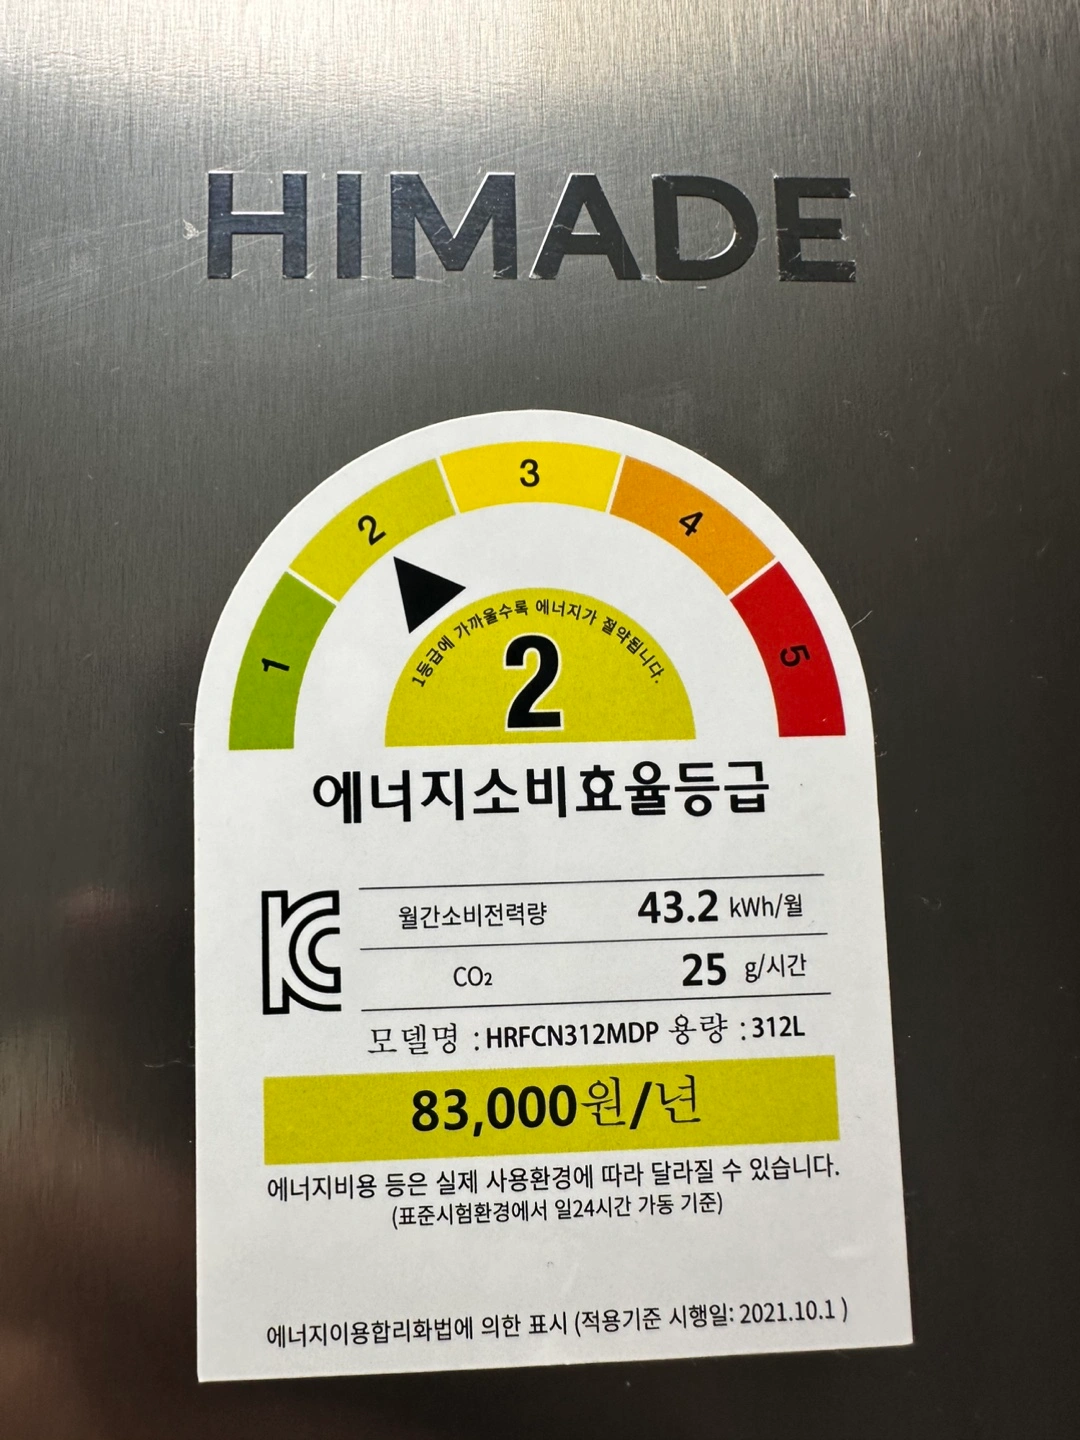 HIMADE
1
2
3
4
5
1등급에 가까울수록 에너지가 절약됩니다.
2
에너지소비효율등급
월간소비전력량 43.2 kWh/월
CO₂ 25 g/시간
모델명 : HRFCN312MDP 용량 : 312L
83,000원/년
에너지비용 등은 실제 사용환경에 따라 달라질 수 있습니다.
(표준시험환경에서 일24시간 가동 기준)
에너지이용합리화법에 의한 표시 (적용기준 시행일: 2021.10.1 )